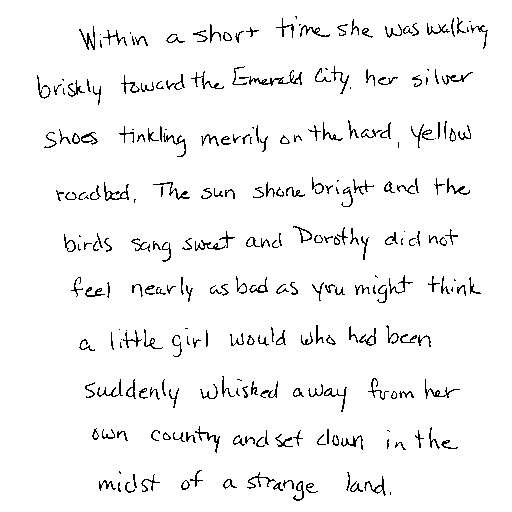 Within a short time she was walking
briskly toward the Emerald City, her silver
Shoes tinkling merrily on the hard, yellow
roadbed. The sun shone bright and the
birds sang sweet and Dorothy did not
feel nearly as bad as you might think
a little girl would who had been
suddenly whisked away from her
own country and set down in the
midst of a strange land.